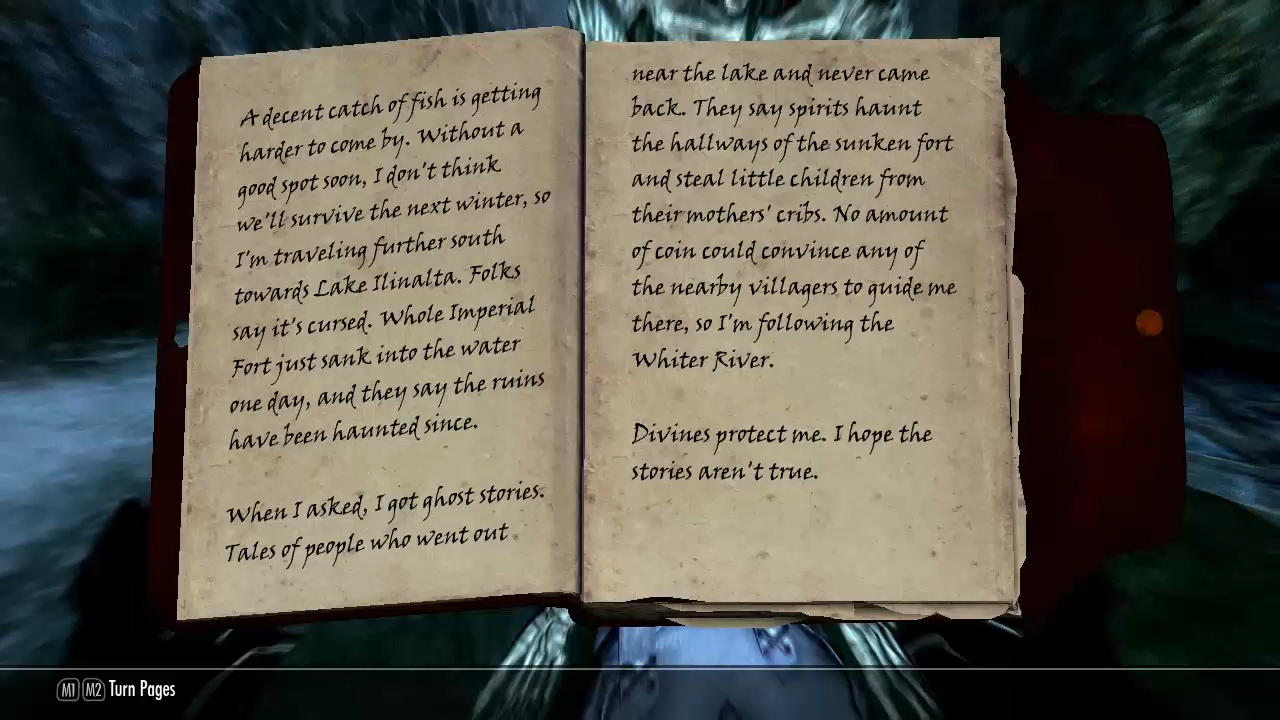 A decent catch of fish is getting
harder to come by. Without a
good spot soon, I don't think
we'll survive the next winter, so
I'm traveling further south
towards Lake Ilinalta. Folks
say it's cursed. Whole Imperial
Fort just sank into the water
one day, and they say the ruins
have been haunted since.
When I asked, I got ghost stories.
Tales of people who went out
near the lake and never came
back. They say spirits haunt
the hallways of the sunken fort
and steal little children from
their mothers' cribs. No amount
of coin could convince any of
the nearby villagers to guide me
there, so I'm following the
Whiter River.
Divines protect me. I hope the
stories aren't true.
M1 M2 Turn Pages